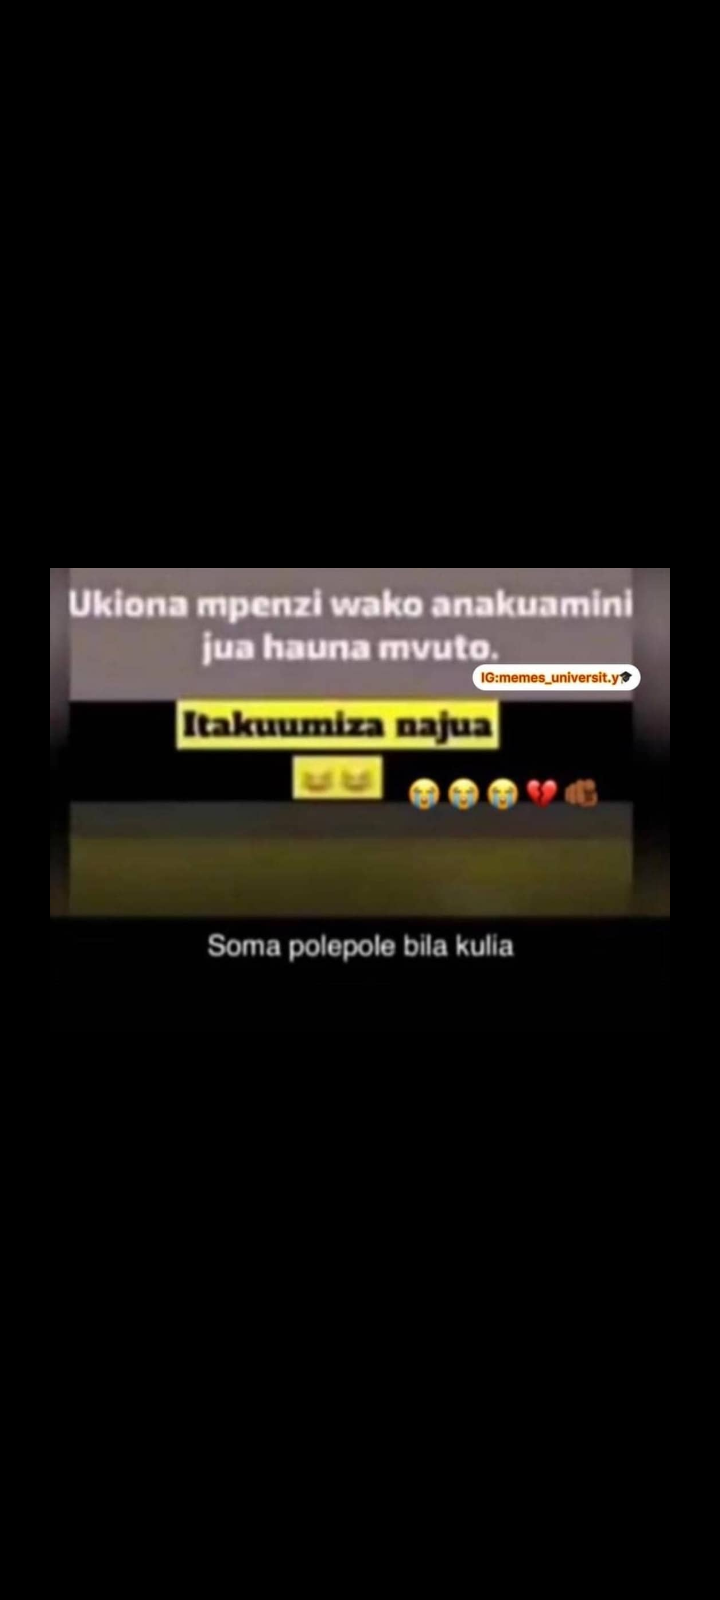 Ukiona mpenzi wako anakuamini
jua hauna mvuto.
IG:memes_universit.y🎓
Itakuumiza najua
😂😂
😭😭😭💔🫵🏾
Soma polepole bila kulia